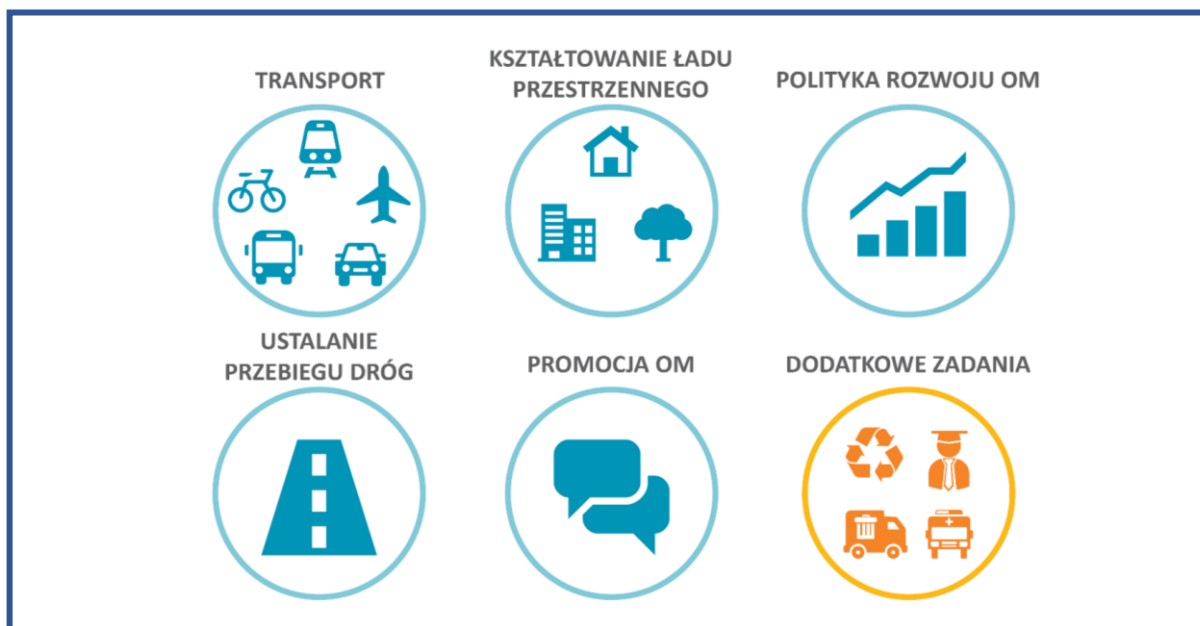 TRANSPORT
KSZTAŁTOWANIE ŁADU
PRZESTRZENNEGO
POLITYKA ROZWOJU OM
USTALANIE
PRZEBIEGU DRÓG
PROMOCJA OM
DODATKOWE ZADANIA